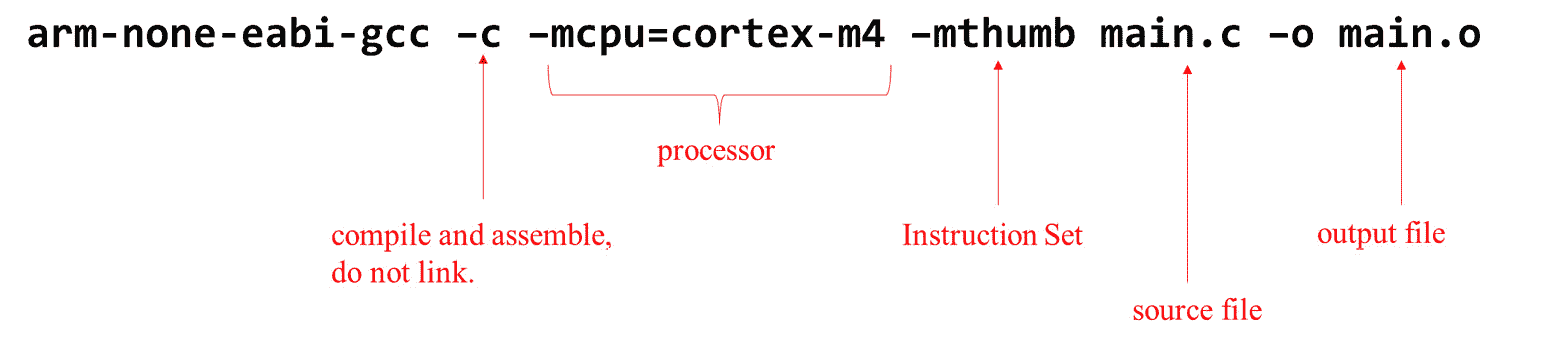 arm-none-eabi-gcc –c –mcpu=cortex-m4 –mthumb main.c –o main.o
processor
compile and assemble,
do not link.
Instruction Set
output file
source file